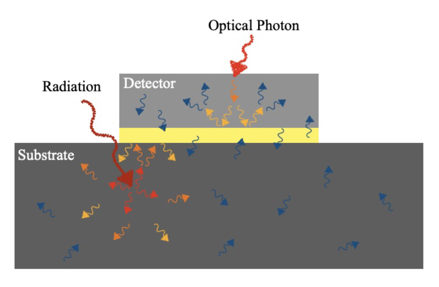 Optical Photon
Radiation
Detector
Substrate